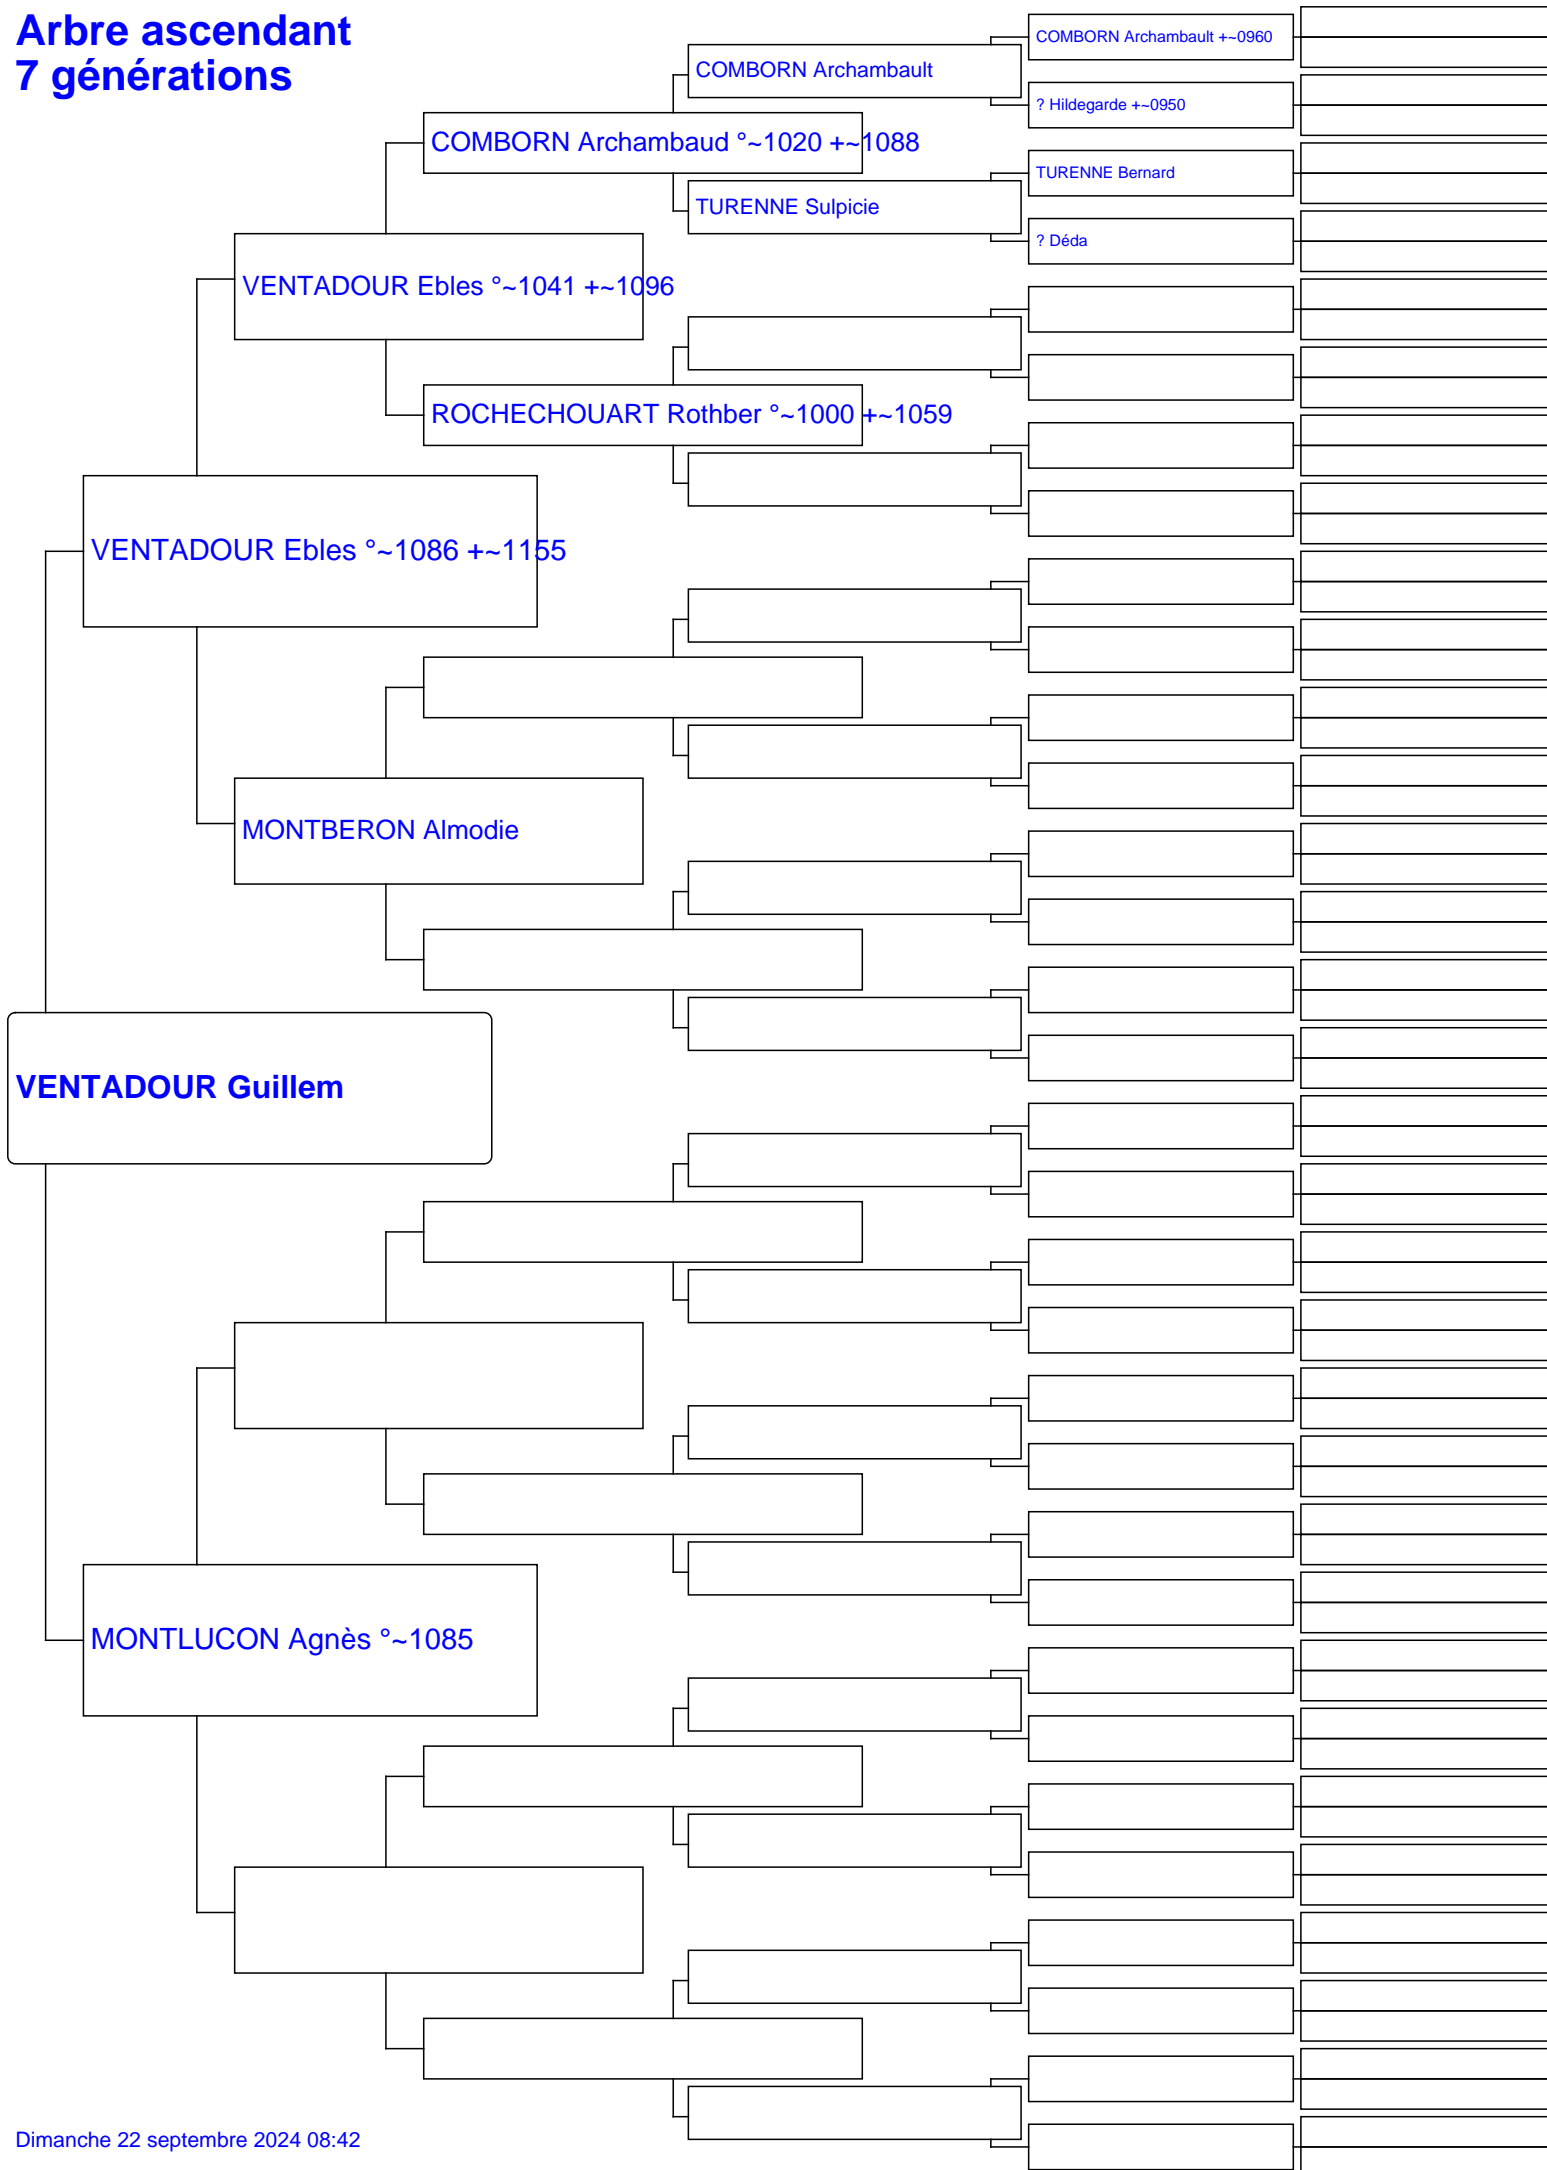 Arbre ascendant
7 générations
COMBORN Archambault +~0960
COMBORN Archambault
? Hildegarde +~0950
COMBORN Archambaud °~1020 +~1088
TURENNE Bernard
TURENNE Sulpicie
? Déda
VENTADOUR Ebles °~1041 +~1096
ROCHECHOUART Rothber °~1000 +~1059
VENTADOUR Ebles °~1086 +~1155
MONTBERON Almodie
VENTADOUR Guillem
MONTLUCON Agnès °~1085
Dimanche 22 septembre 2024 08:42